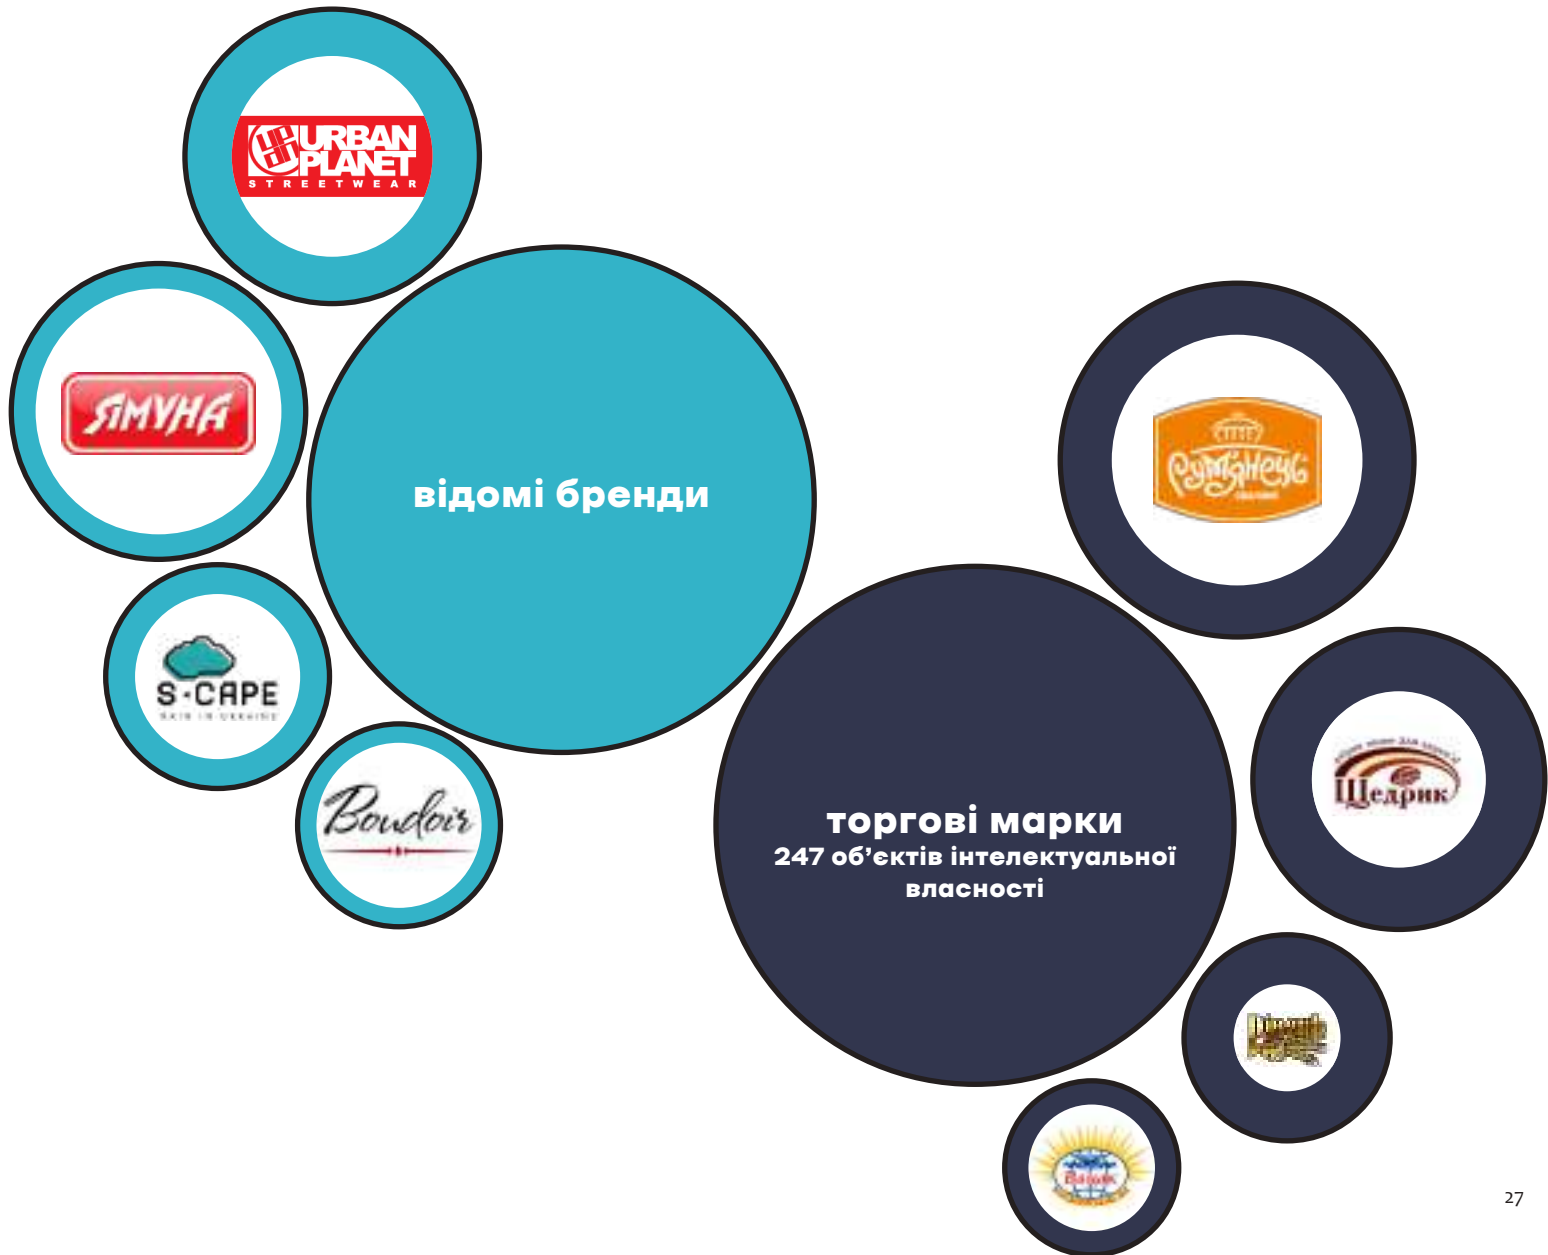 URBAN
PLANET
STREETWEAR
ЯМУНА
відомі бренди
Рум'янець
S-CAPE
Boudoir
Щедрик
торгові марки
247 об’єктів інтелектуальної
власності
27